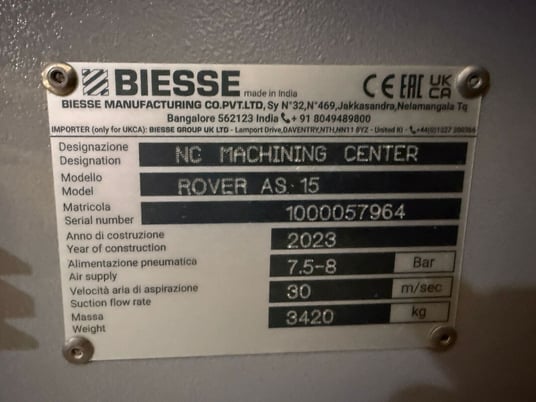 BIESSE made in India CE EAC UK CA
BIESSE MANUFACTURING CO.PVT.LTD, Sy N°32,N°469,Jakkasandra,Nelamangala Tq
Bangalore 562123 India + 91 8049489800
IMPORTER (only for UKCA): BIESSE GROUP UK LTD - Lamport Drive,DAVENTRY,NTH,NN11 8YZ - United Ki -
Designazione NC MACHINING CENTER
Designation
Modello ROVER AS 15
Model
Matricola 1000057964
Serial number
Anno di costruzione 2023
Year of construction
Alimentazione pneumatica 7.5-8 Bar
Air supply
Velocità aria di aspirazione 30 m/sec
Suction flow rate
Massa 3420 kg
Weight